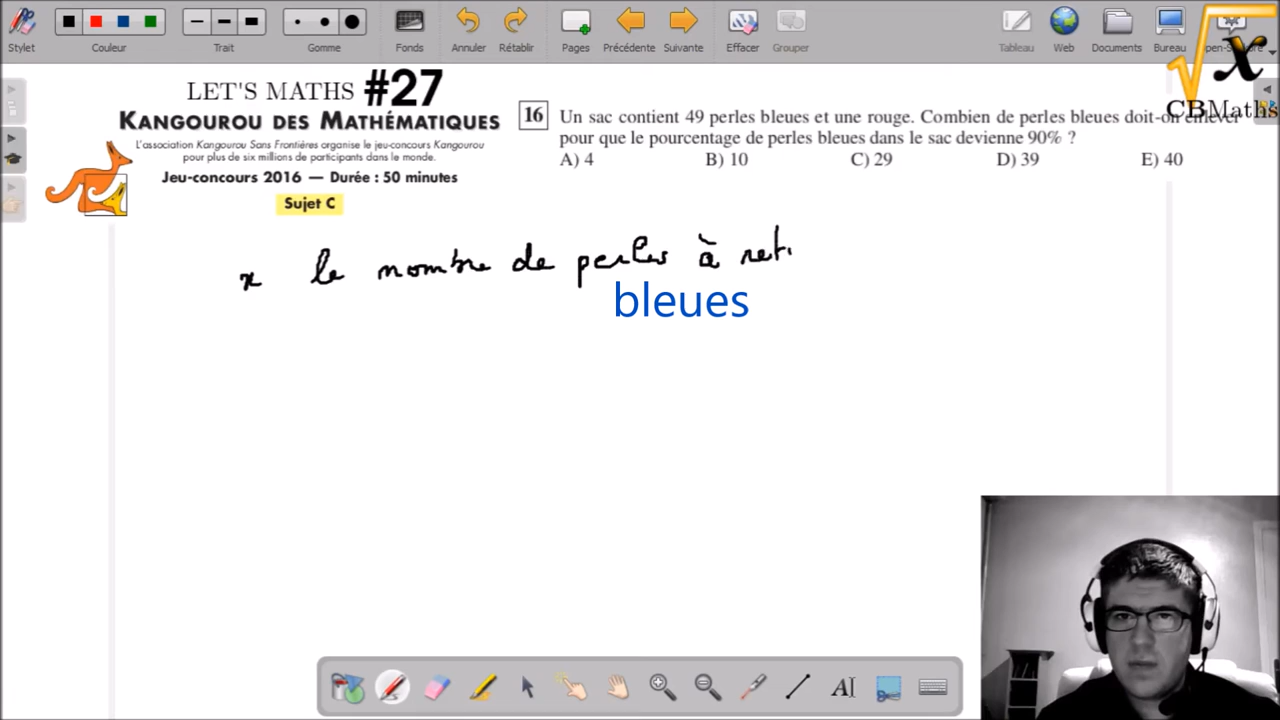 Stylet
Couleur
Trait
Gomme
Fonds
Annuler
Rétablir
Pages
Précédente
Suivante
Effacer
Grouper
Tableau
Web
Documents
Bureau
CBMaths
LET'S MATHS #27
KANGOUROU DES MATHÉMATIQUES
L'association Kangourou Sans Frontières organise le jeu-concours Kangourou
pour plus de six millions de participants dans le monde.
Jeu-concours 2016 — Durée : 50 minutes
Sujet C
16 Un sac contient 49 perles bleues et une rouge. Combien de perles bleues doit-on
pour que le pourcentage de perles bleues dans le sac devienne 90% ?
A) 4 B) 10 C) 29 D) 39 E) 40
x le nombre de perles à ret
bleues
AI